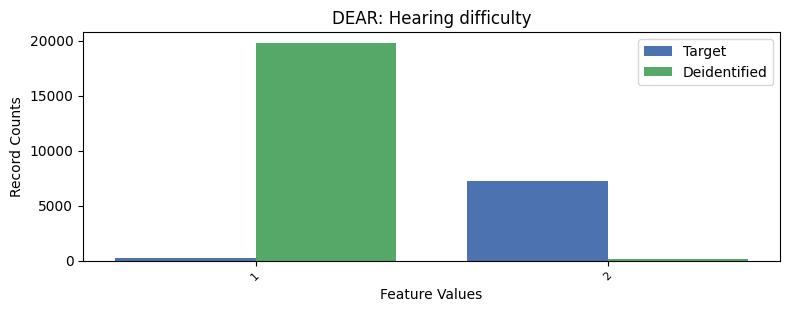 DEAR: Hearing difficulty
Target
Deidentified
Record Counts
20000
15000
10000
5000
0
1
2
Feature Values